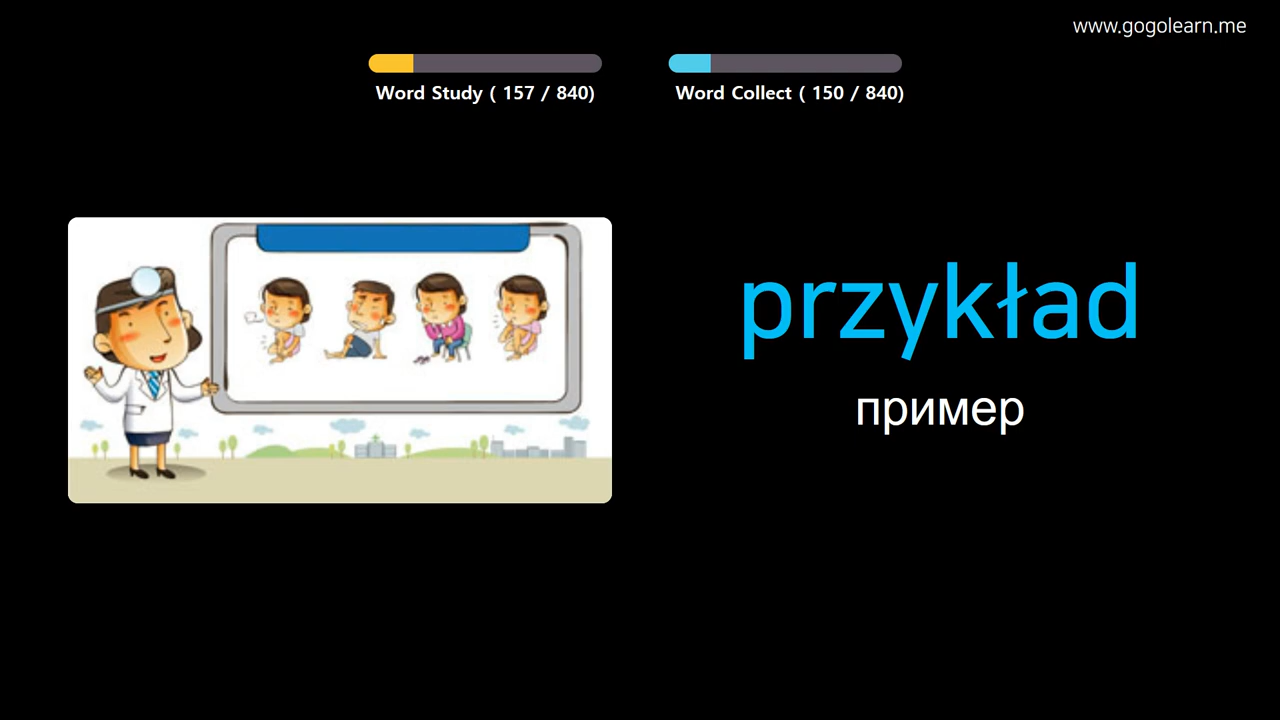 www.gogolearn.me
Word Study ( 157 / 840)
Word Collect ( 150 / 840)
przykład
пример